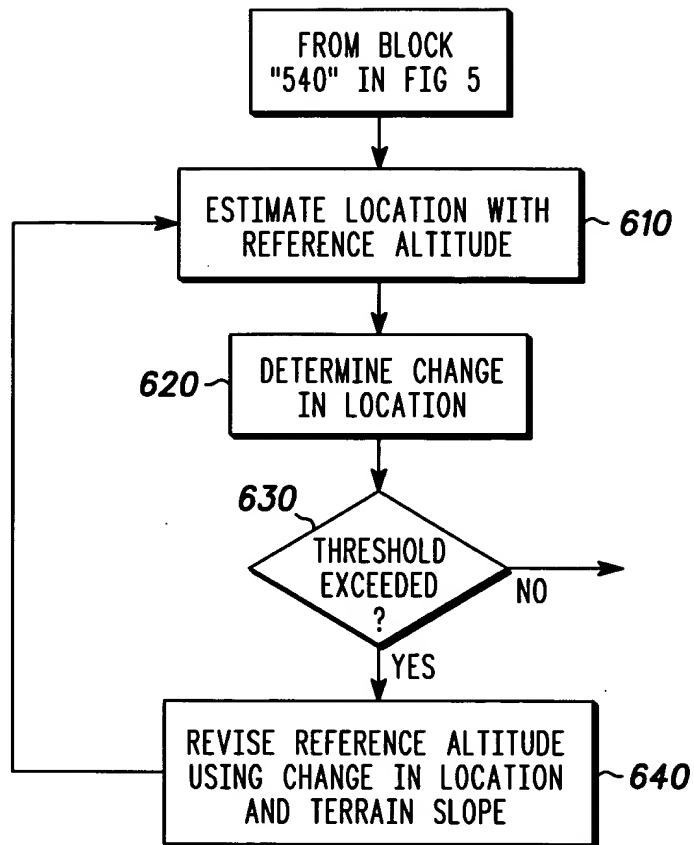 FROM BLOCK
"540" IN FIG 5
ESTIMATE LOCATION WITH
REFERENCE ALTITUDE
610
620
DETERMINE CHANGE
IN LOCATION
630
THRESHOLD
EXCEEDED
?
NO
YES
REVISE REFERENCE ALTITUDE
USING CHANGE IN LOCATION
AND TERRAIN SLOPE
640